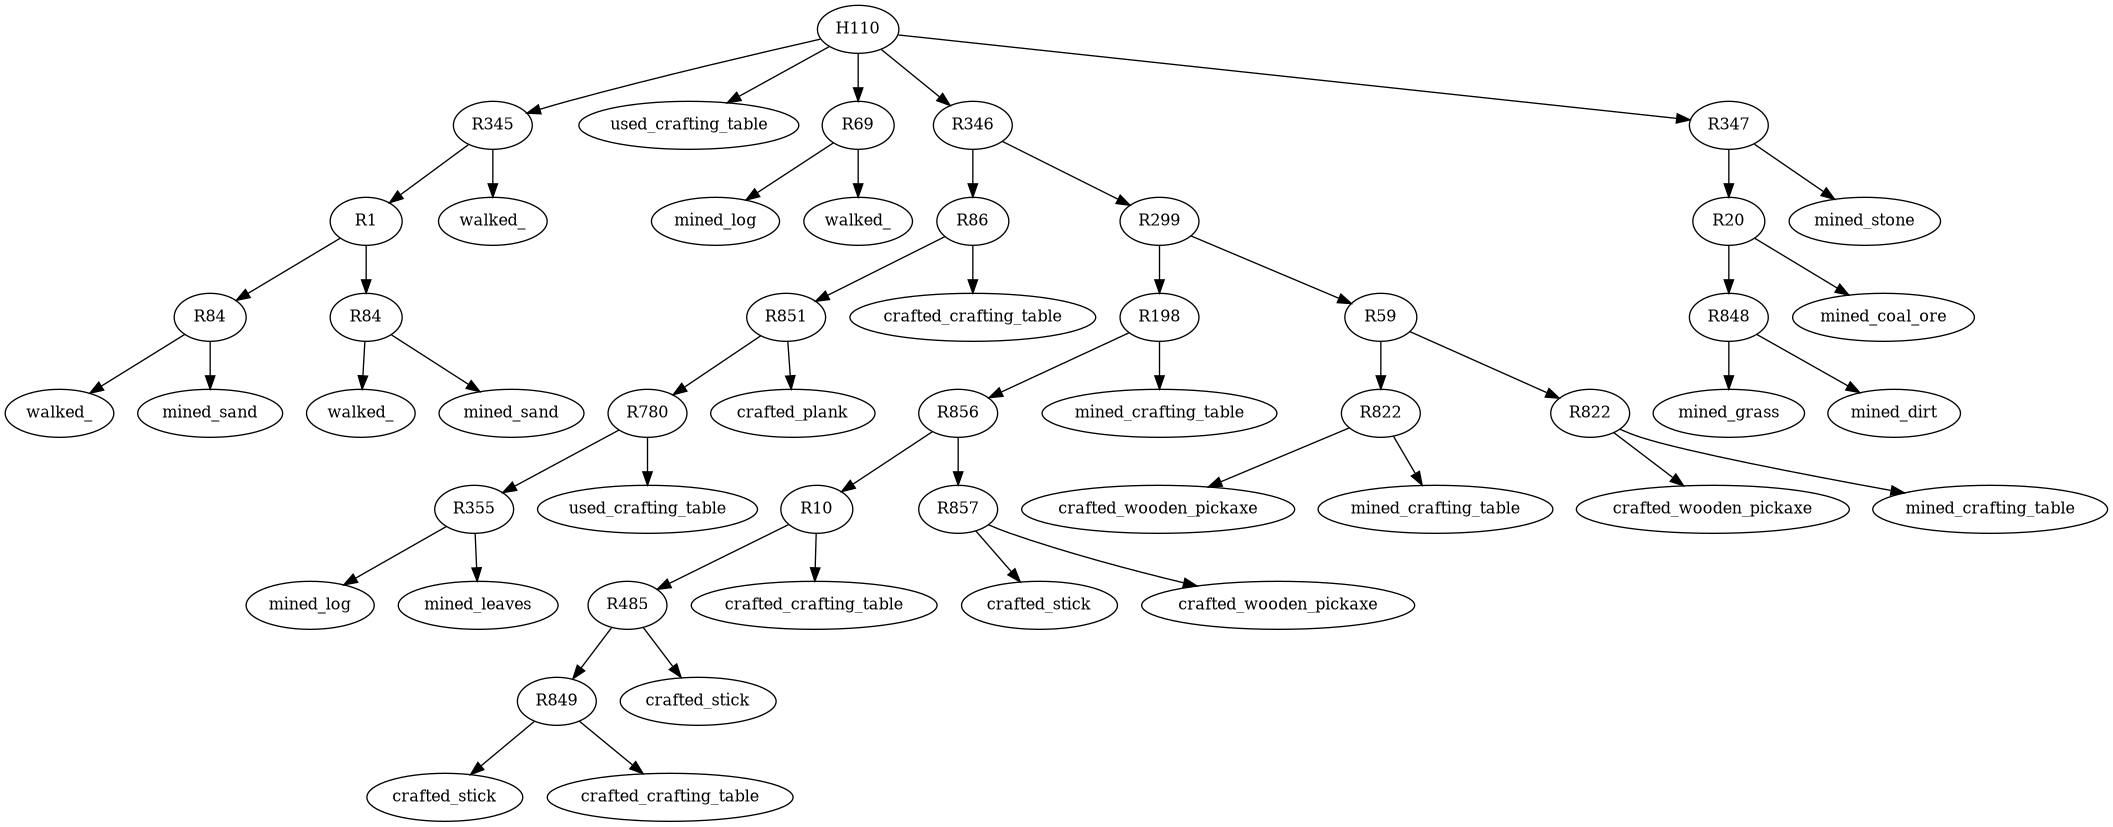 H110
R345
used_crafting_table
R69
R346
R347
R1
walked_
mined_log
walked_
R86
R299
R20
mined_stone
R84
R84
R851
crafted_crafting_table
R198
R59
R848
mined_coal_ore
walked_
mined_sand
walked_
mined_sand
R780
crafted_plank
R856
mined_crafting_table
R822
R822
mined_grass
mined_dirt
R355
used_crafting_table
R10
R857
crafted_wooden_pickaxe
mined_crafting_table
crafted_wooden_pickaxe
mined_crafting_table
mined_log
mined_leaves
R485
crafted_crafting_table
crafted_stick
crafted_wooden_pickaxe
R849
crafted_stick
crafted_stick
crafted_crafting_table